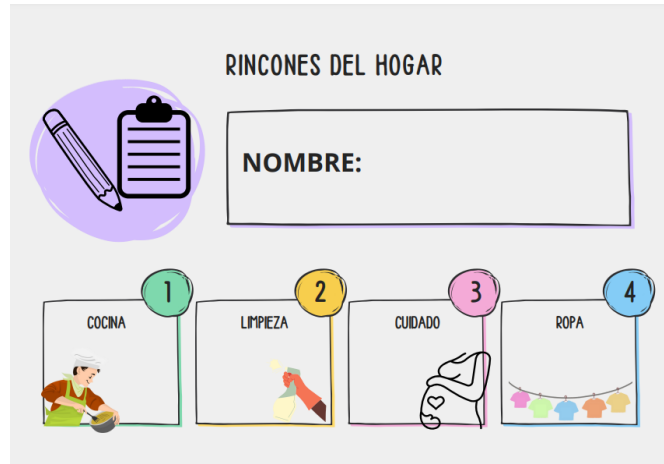 RINCONES DEL HOGAR
NOMBRE:
1 2 3 4
COCINA LIMPIEZA CUIDADO ROPA